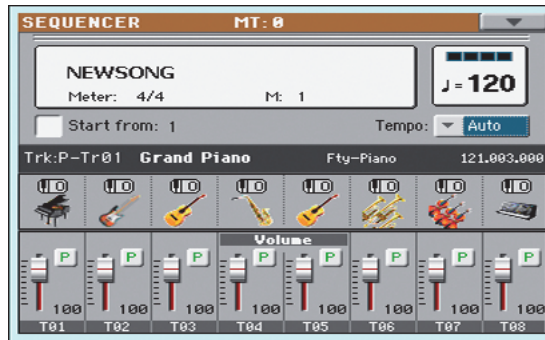 SEQUENCER MT: 0
NEWSONG
Meter: 4/4 M: 1
♩ = 120
Start from: 1 Tempo: Auto
Trk:P-Tr01 Grand Piano Fty-Piano 121.003.000
Volume
P P P P P P P P
100 100 100 100 100 100 100 100
T01 T02 T03 T04 T05 T06 T07 T08